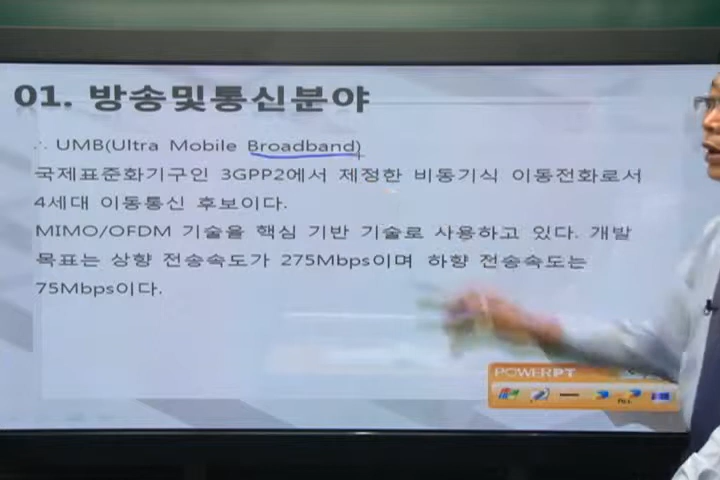 01. 방송및통신분야
∴ UMB(Ultra Mobile Broadband)
국제표준화기구인 3GPP2에서 제정한 비동기식 이동전화로서
4세대 이동통신 후보이다.
MIMO/OFDM 기술을 핵심 기반 기술로 사용하고 있다. 개발
목표는 상향 전송속도가 275Mbps이며 하향 전송속도는
75Mbps이다.
POWERPT